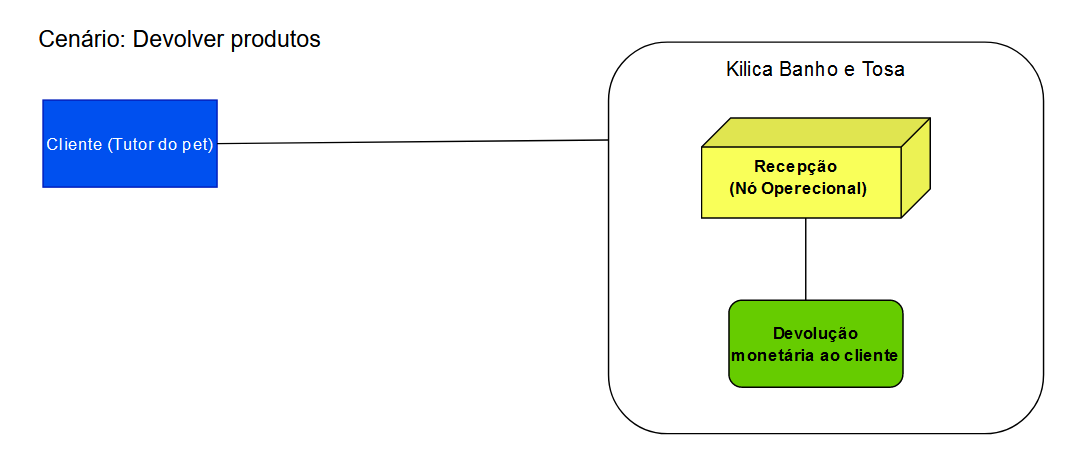 Cenário: Devolver produtos
Kilica Banho e Tosa
Cliente (Tutor do pet)
Recepção
(Nó Operecional)
Devolução
monetária ao cliente